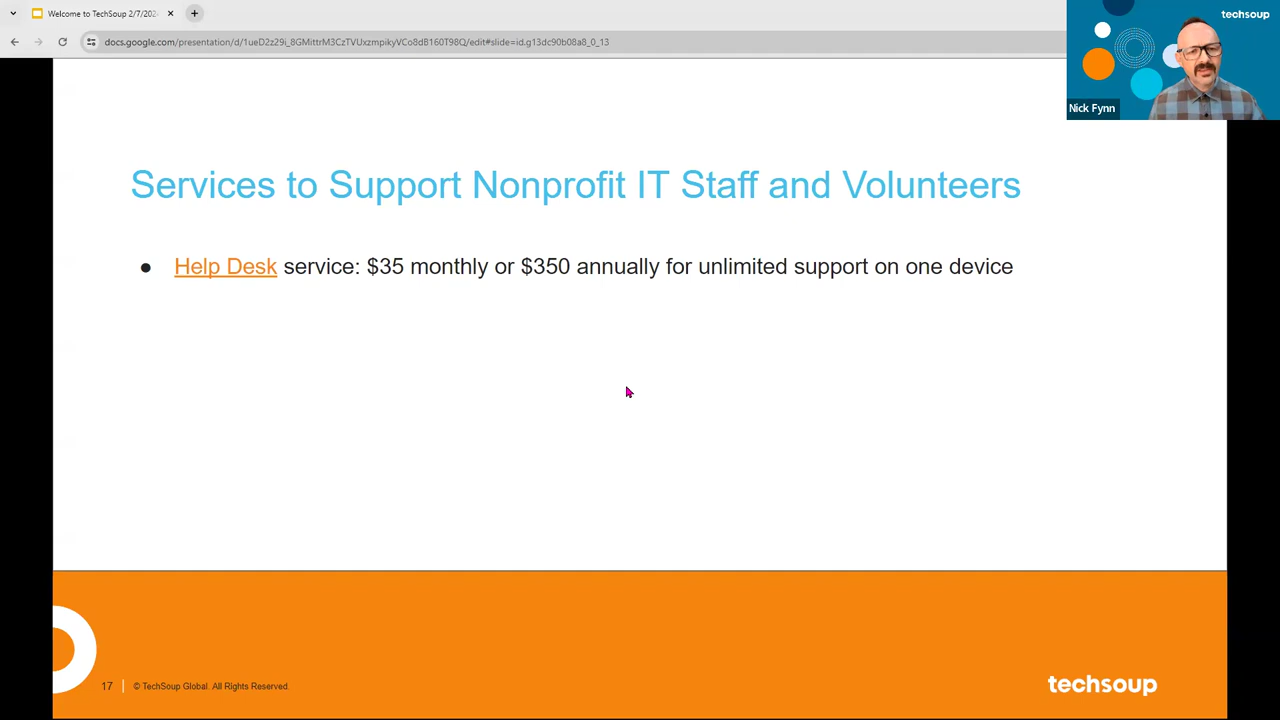 Welcome to TechSoup 2/7/202
docs.google.com/presentation/d/1ueD2z29i_8GMittrM3CzTVUxzmpikyVCo8dB160T98Q/edit#slide=id.g13dc90b08a8_0_13
techsoup
Nick Fynn
Services to Support Nonprofit IT Staff and Volunteers
● Help Desk service: $35 monthly or $350 annually for unlimited support on one device
17 | © TechSoup Global. All Rights Reserved.
techsoup